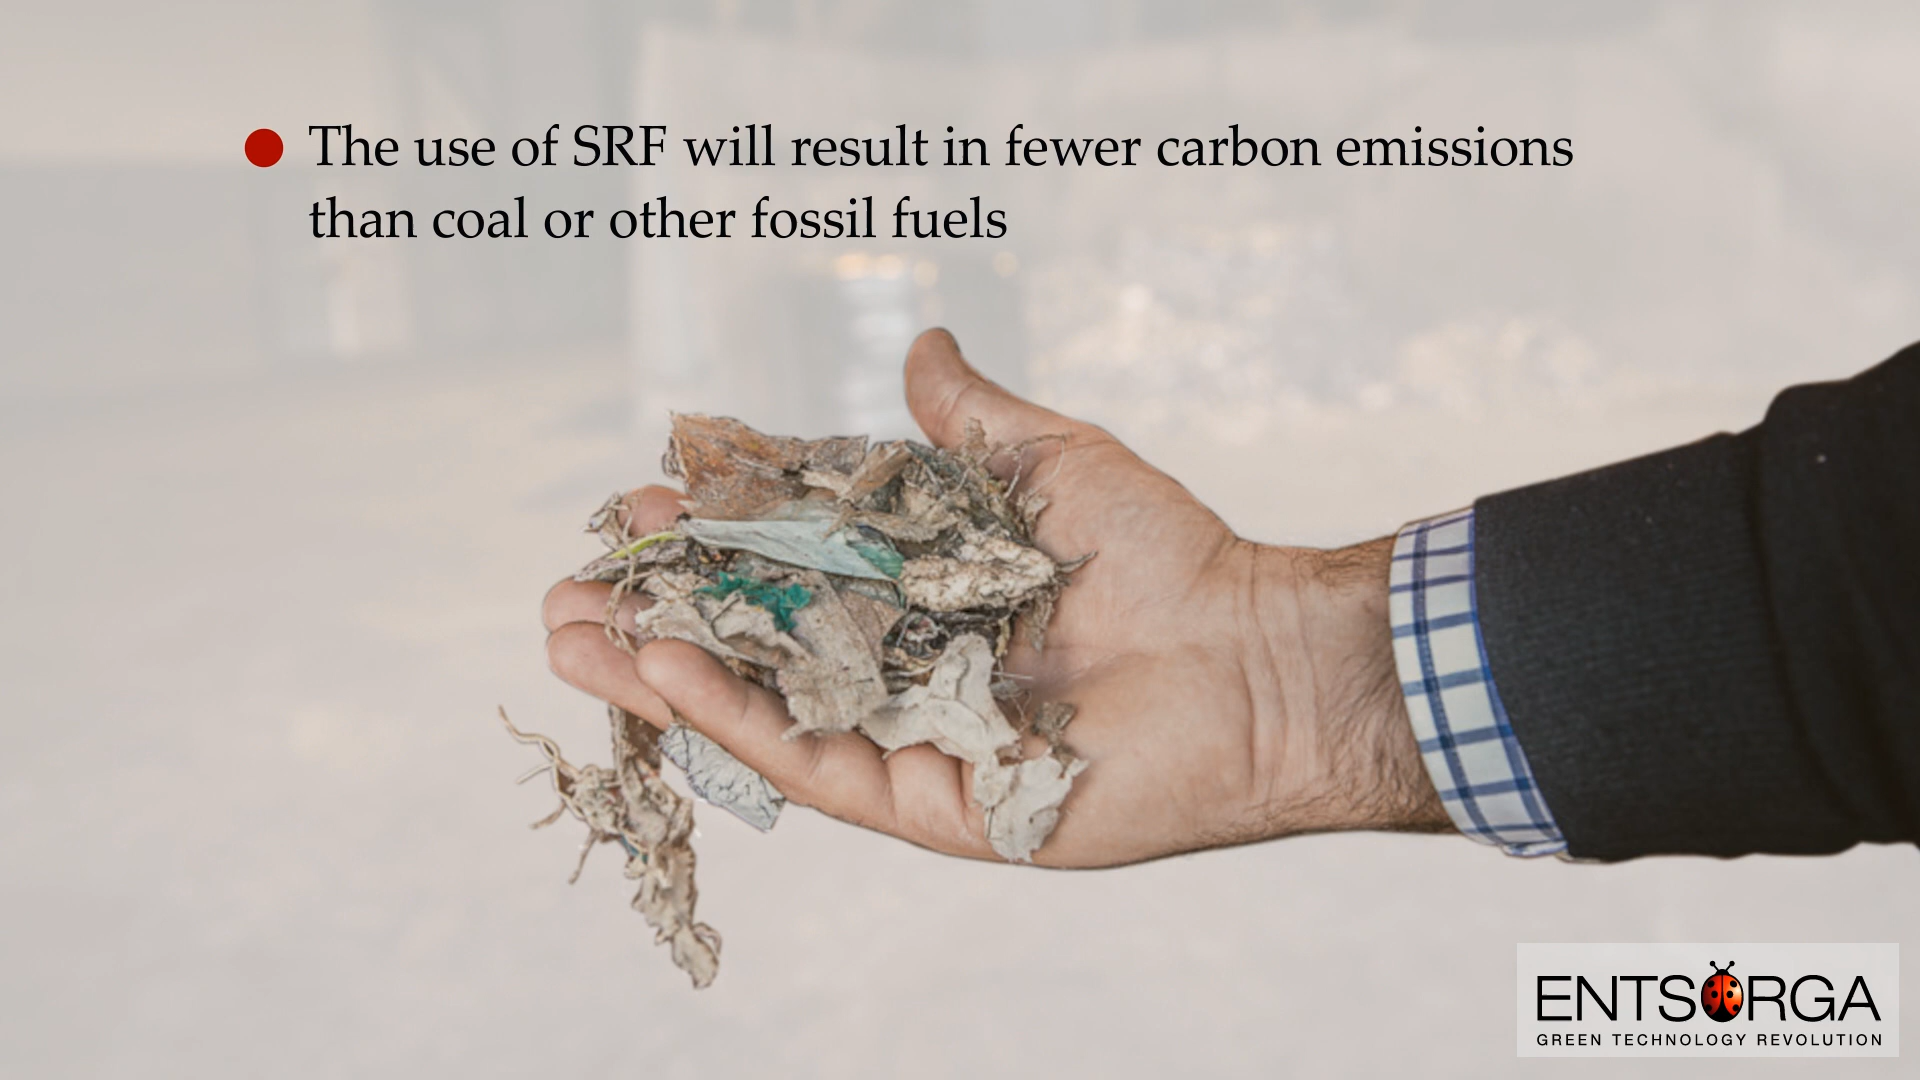 The use of SRF will result in fewer carbon emissions
than coal or other fossil fuels
ENTSORGA
GREEN TECHNOLOGY REVOLUTION